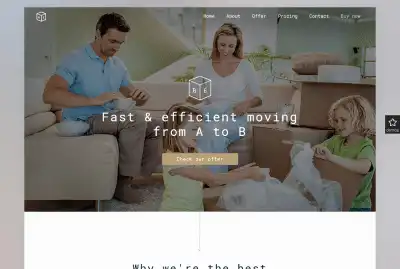 Home About Offer Pricing Contact Buy now
B E
Fast & efficient moving
from A to B
Check our offer
Why we're the best